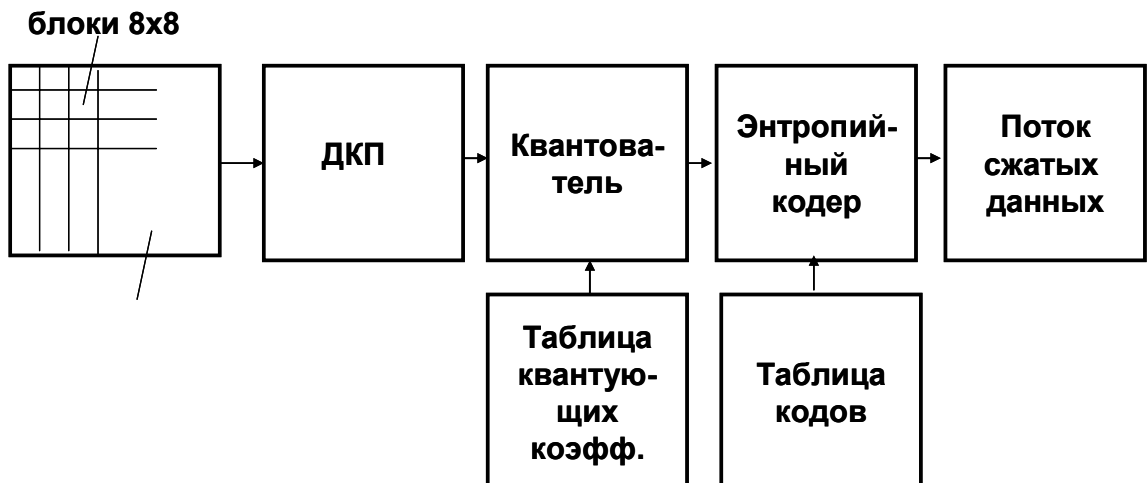 блоки 8x8
ДКП
Квантова-
тель
Энтропий-
ный
кодер
Поток
сжатых
данных
Таблица
квантую-
щих
коэфф.
Таблица
кодов